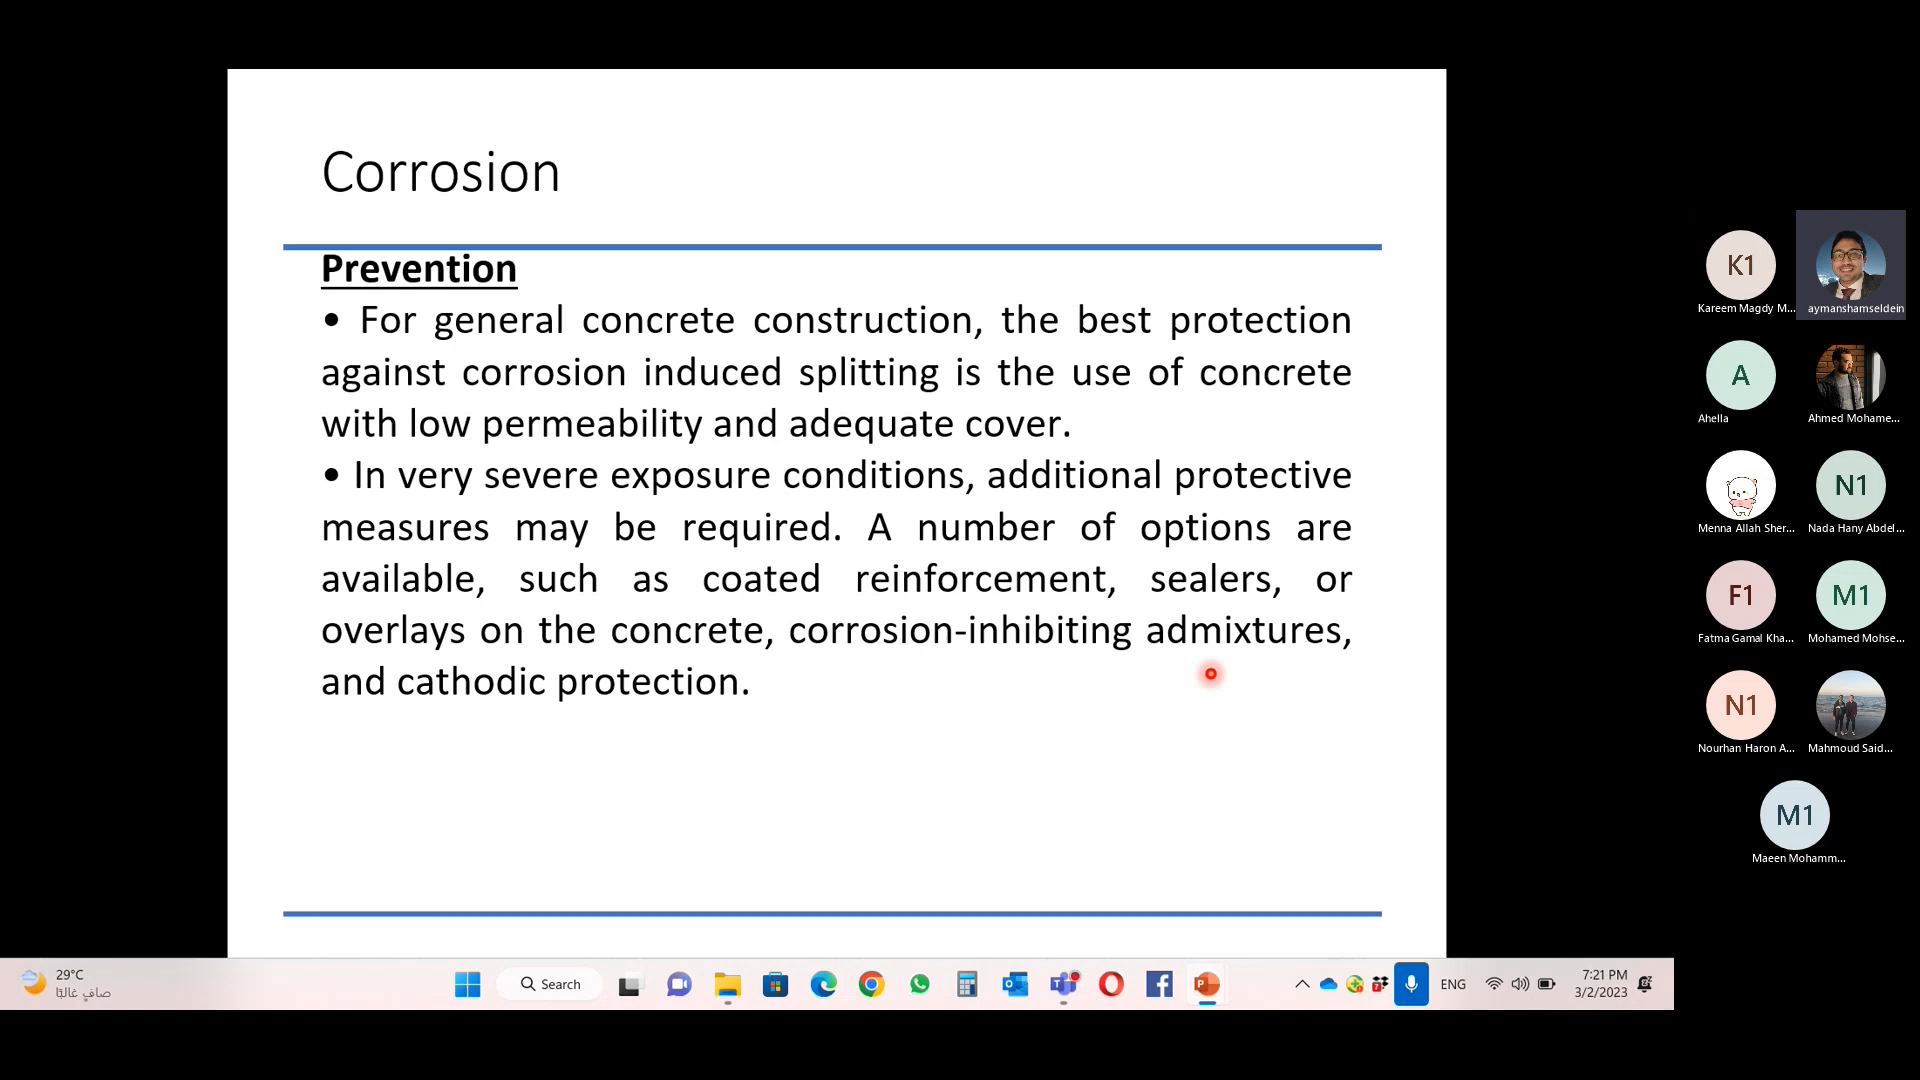 Corrosion
Prevention
• For general concrete construction, the best protection
against corrosion induced splitting is the use of concrete
with low permeability and adequate cover.
• In very severe exposure conditions, additional protective
measures may be required. A number of options are
available, such as coated reinforcement, sealers, or
overlays on the concrete, corrosion-inhibiting admixtures,
and cathodic protection.
K1
Kareem Magdy M...
aymanshamseldein
A
Ahella
Ahmed Mohame...
Menna Allah Sher...
N1
Nada Hany Abdel...
F1
Fatma Gamal Kha...
M1
Mohamed Mohse...
N1
Nourhan Haron A...
Mahmoud Said...
M1
Maeen Mohamm...
29°C
صافٍ غالبًا
Search
ENG
7:21 PM
3/2/2023